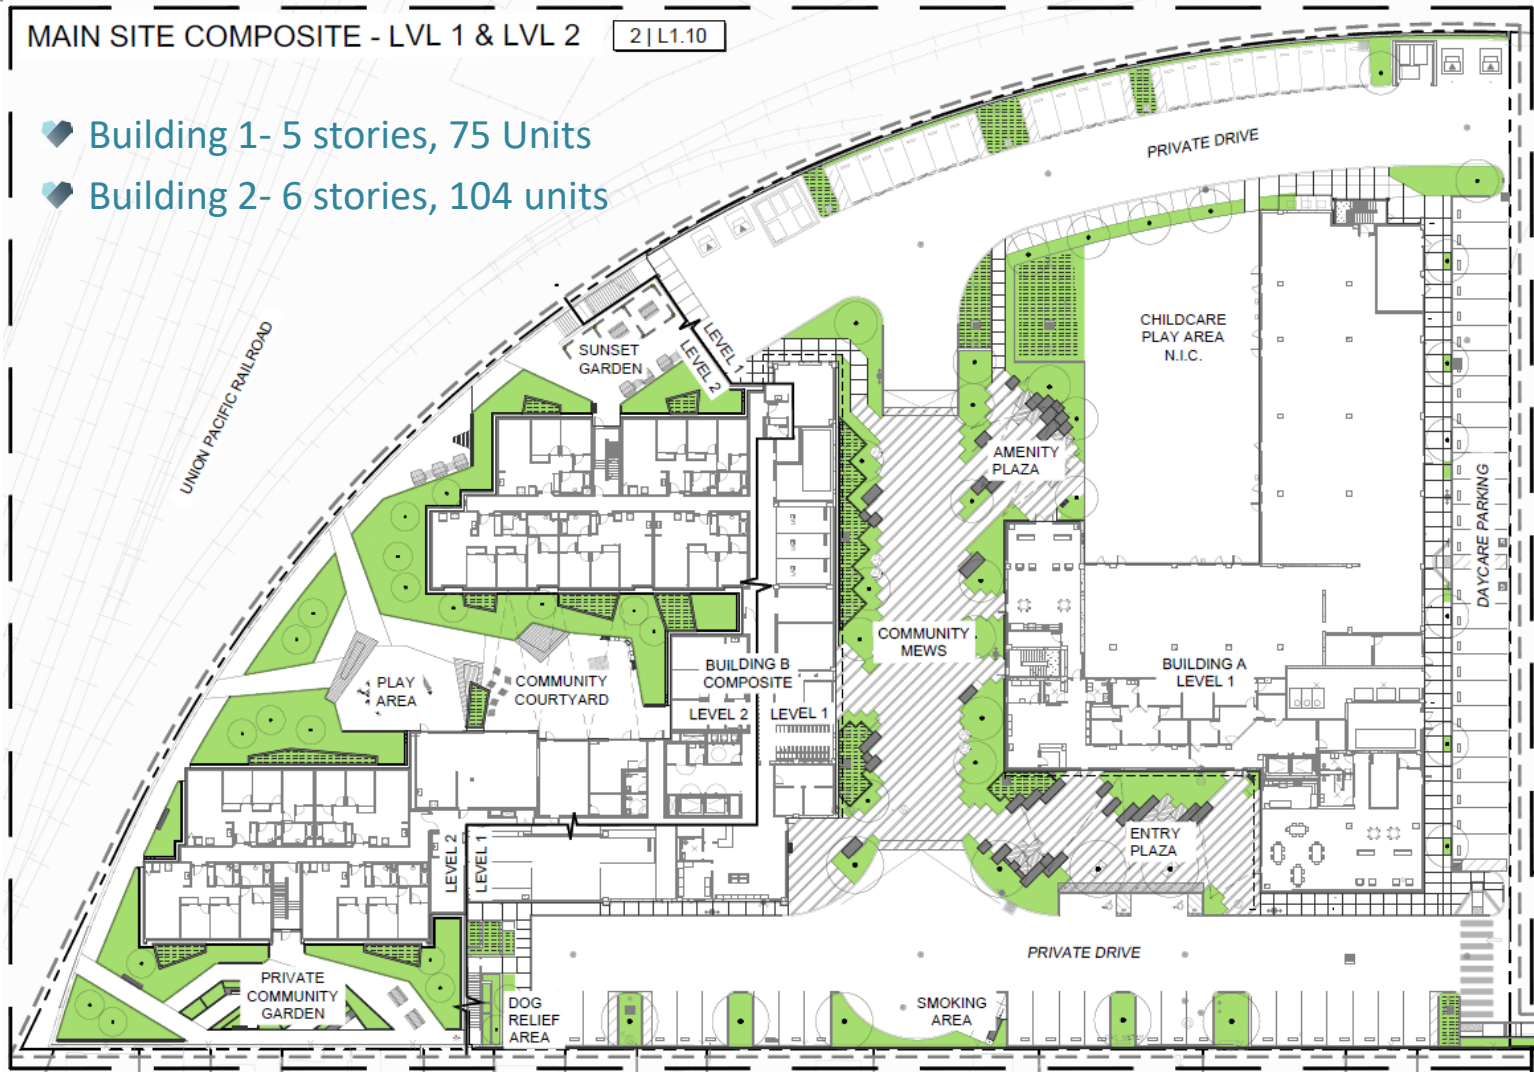 MAIN SITE COMPOSITE - LVL 1 & LVL 2
2 | L1.10
Building 1- 5 stories, 75 Units
Building 2- 6 stories, 104 units
PRIVATE DRIVE
UNION PACIFIC RAILROAD
SUNSET
GARDEN
LEVEL 1
LEVEL 2
CHILDCARE
PLAY AREA
N.I.C.
AMENITY
PLAZA
DAYCARE PARKING
COMMUNITY
MEWS
PLAY
AREA
COMMUNITY
COURTYARD
BUILDING B
COMPOSITE
LEVEL 2
LEVEL 1
BUILDING A
LEVEL 1
ENTRY
PLAZA
LEVEL 2
LEVEL 1
PRIVATE DRIVE
PRIVATE
COMMUNITY
GARDEN
DOG
RELIEF
AREA
SMOKING
AREA